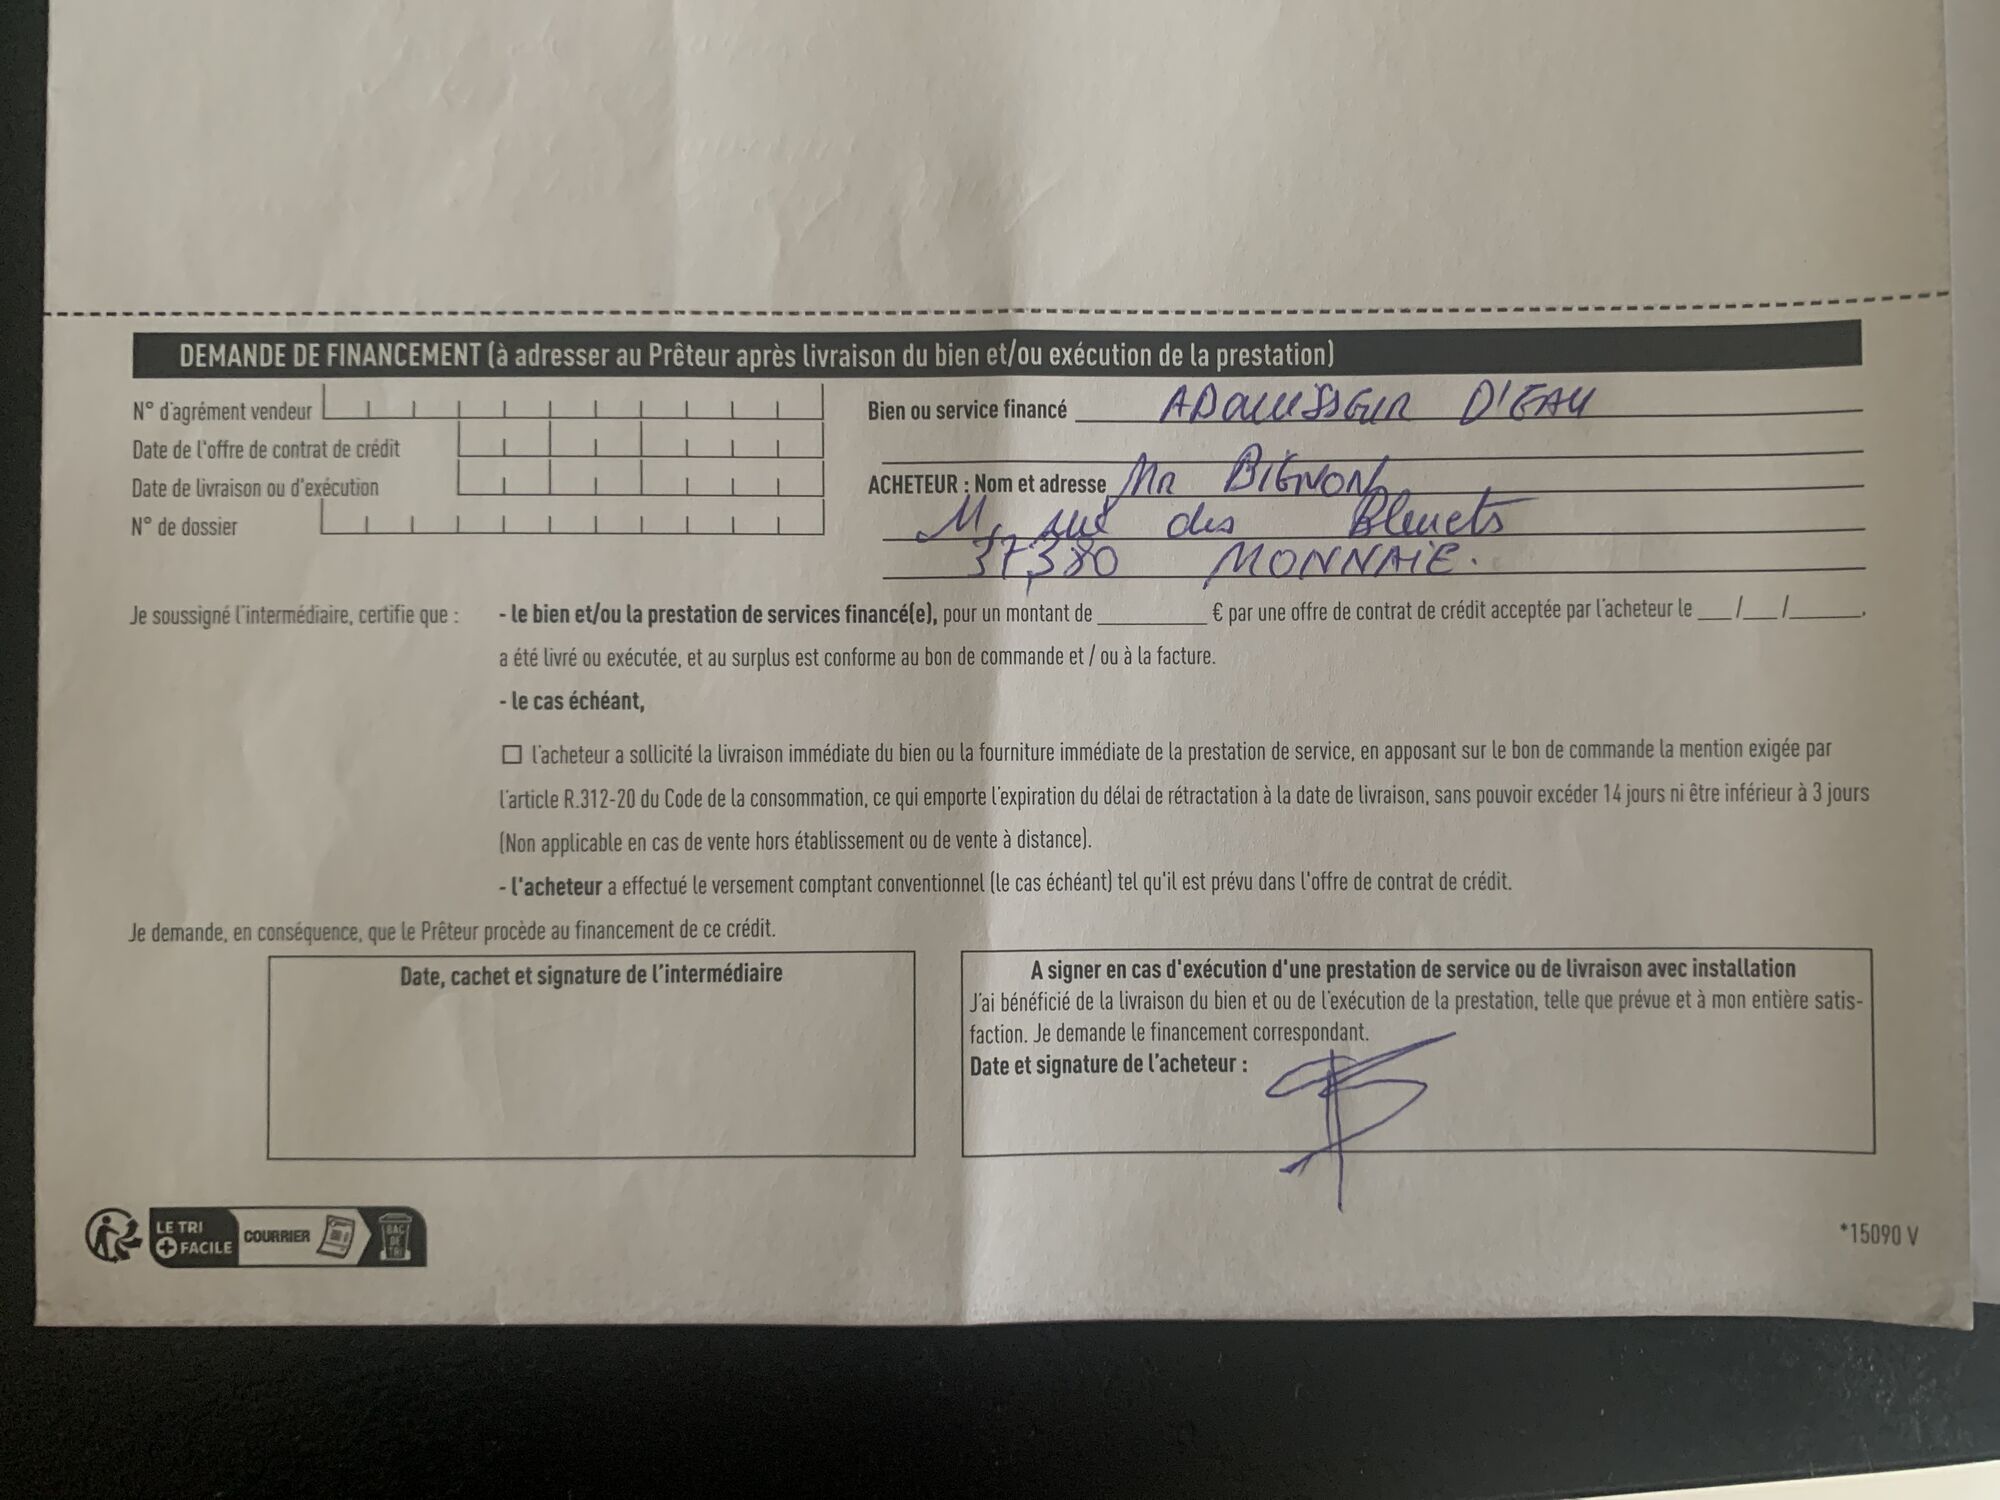 DEMANDE DE FINANCEMENT (à adresser au Prêteur après livraison du bien et/ou exécution de la prestation)
N° d'agrément vendeur
Date de l'offre de contrat de crédit
Date de livraison ou d'exécution
N° de dossier
Bien ou service financé ADOUCISSEUR D'EAU
ACHETEUR : Nom et adresse Mr BIGNON
rue des Bleuets
37380 MONNAIE.
Je soussigné l'intermédiaire, certifie que : - le bien et/ou la prestation de services financé(e), pour un montant de ________ € par une offre de contrat de crédit acceptée par l'acheteur le __/__/____,
a été livré ou exécutée, et au surplus est conforme au bon de commande et / ou à la facture.
- le cas échéant,
☐ l'acheteur a sollicité la livraison immédiate du bien ou la fourniture immédiate de la prestation de service, en apposant sur le bon de commande la mention exigée par
l'article R.312-20 du Code de la consommation, ce qui emporte l'expiration du délai de rétractation à la date de livraison, sans pouvoir excéder 14 jours ni être inférieur à 3 jours
(Non applicable en cas de vente hors établissement ou de vente à distance).
- l'acheteur a effectué le versement comptant conventionnel (le cas échéant) tel qu'il est prévu dans l'offre de contrat de crédit.
Je demande, en conséquence, que le Prêteur procède au financement de ce crédit.
Date, cachet et signature de l'intermédiaire
A signer en cas d'exécution d'une prestation de service ou de livraison avec installation
J'ai bénéficié de la livraison du bien et ou de l'exécution de la prestation, telle que prévue et à mon entière satis-
faction. Je demande le financement correspondant.
Date et signature de l'acheteur :
LE TRI
+ FACILE
COURRIER
BAC
DE
TRI
*15090 V